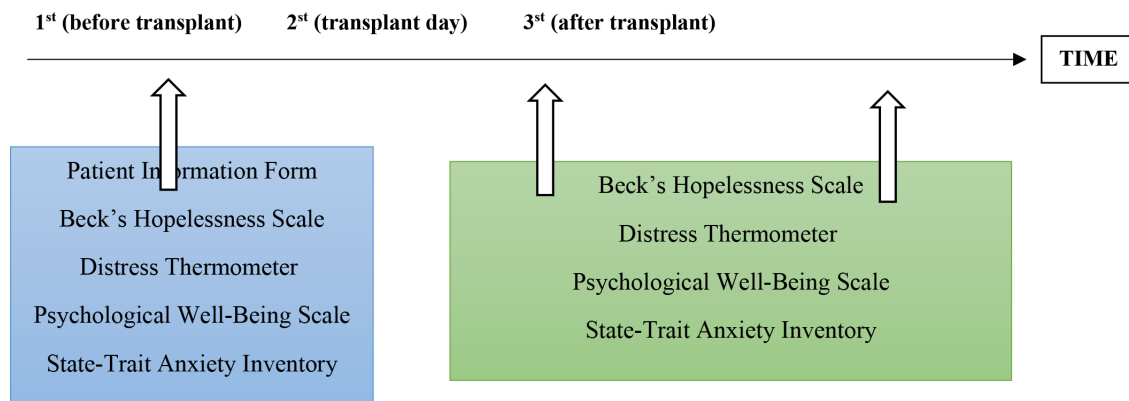 1st (before transplant) 2st (transplant day) 3st (after transplant)
TIME
Patient Information Form
Beck’s Hopelessness Scale
Distress Thermometer
Psychological Well-Being Scale
State-Trait Anxiety Inventory
Beck’s Hopelessness Scale
Distress Thermometer
Psychological Well-Being Scale
State-Trait Anxiety Inventory